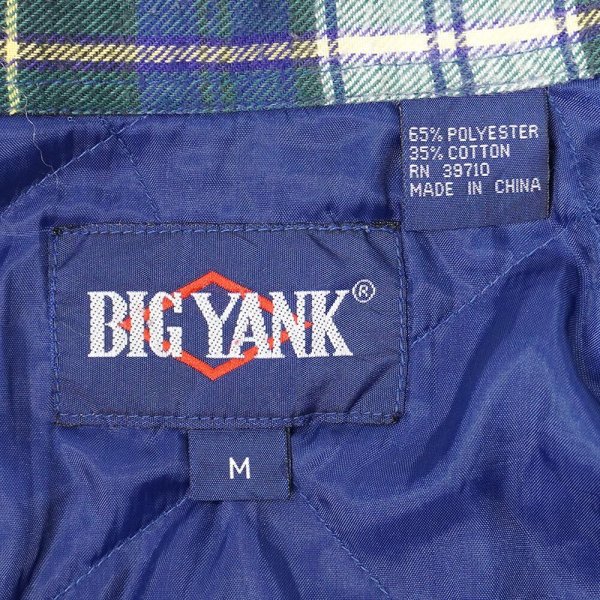 65% POLYESTER
35% COTTON
RN 39710
MADE IN CHINA
BIG YANK®
M